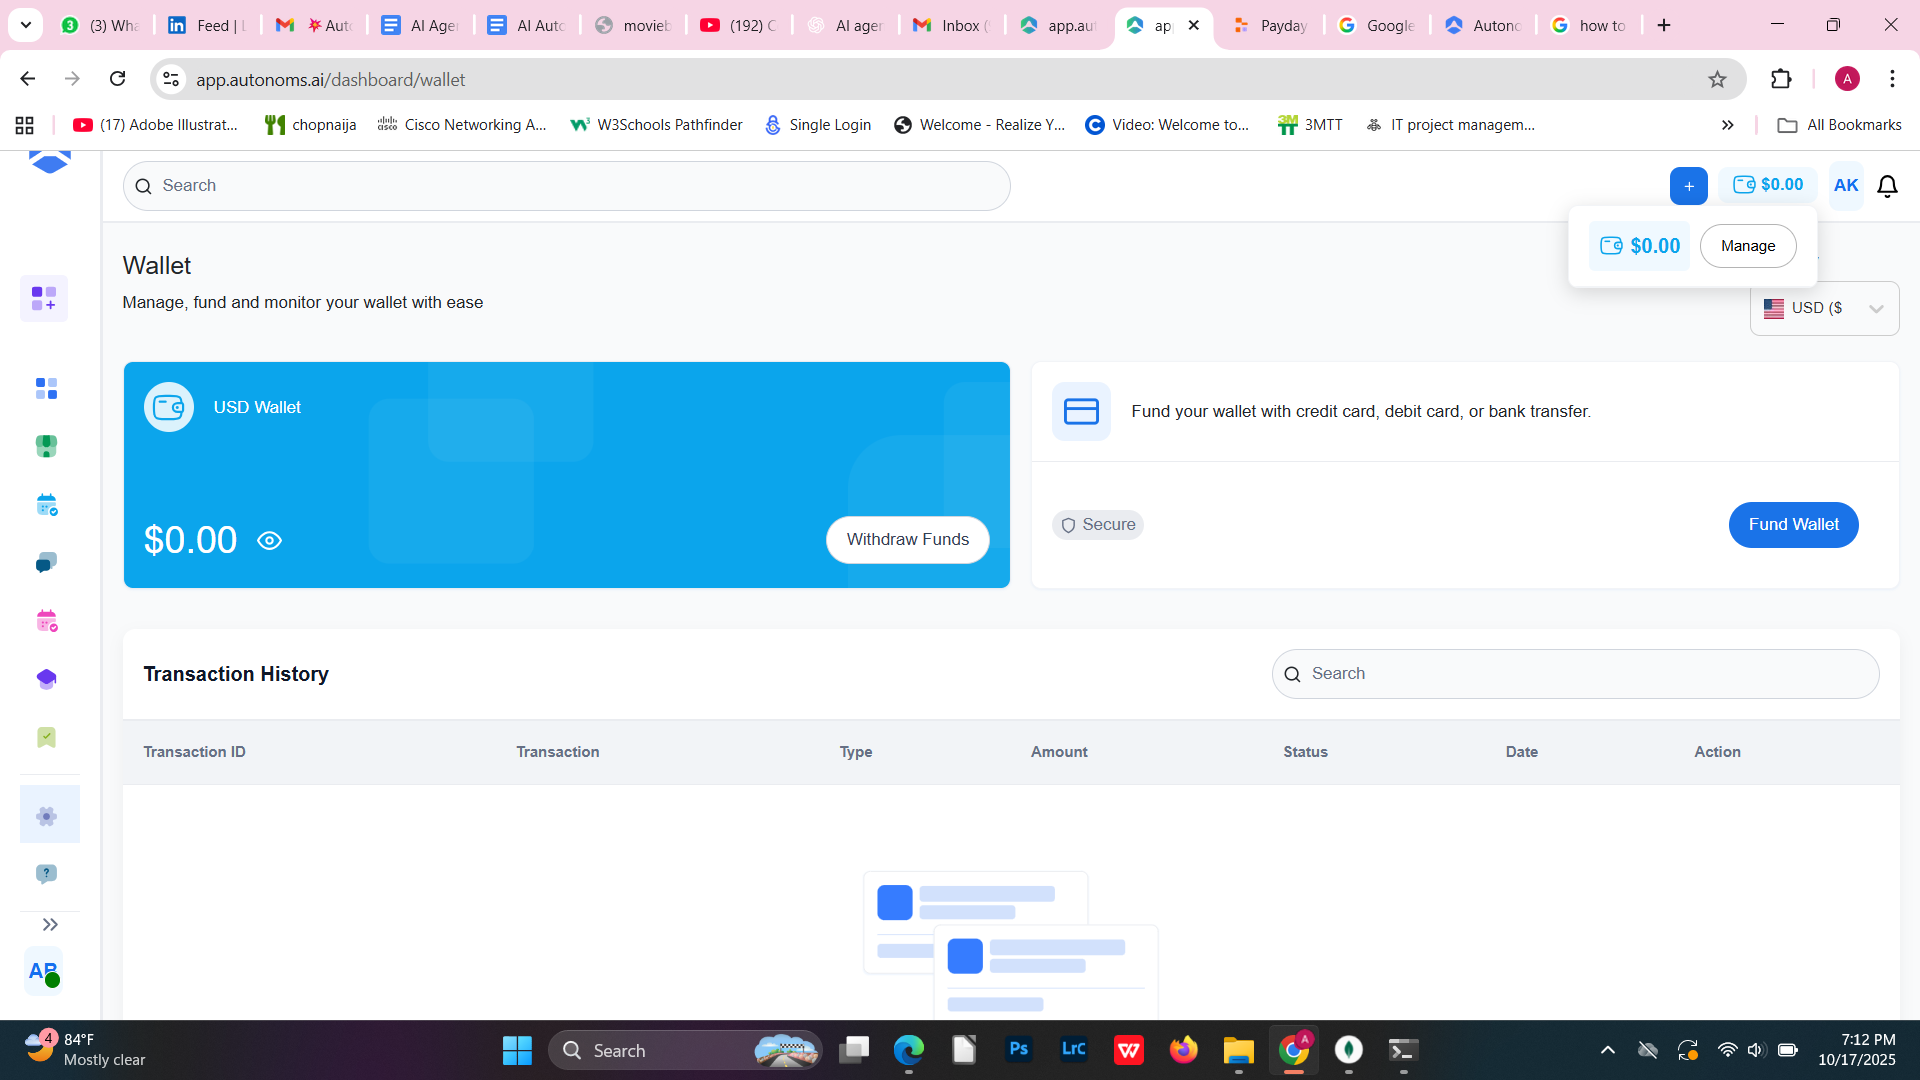 (3) Wha
Feed | L
Auto
AI Ager
AI Auto
movieb
(192) C
AI ager
Inbox (
app.aut
ap
Payday
Google
Autono
how to
app.autonoms.ai/dashboard/wallet
A
(17) Adobe Illustrat...
chopnaija
Cisco Networking A...
W3Schools Pathfinder
Single Login
Welcome - Realize Y...
Video: Welcome to...
3MTT
IT project managem...
All Bookmarks
Search
+
$0.00
AK
$0.00
Manage
Wallet
Manage, fund and monitor your wallet with ease
USD ($
USD Wallet
Fund your wallet with credit card, debit card, or bank transfer.
$0.00
Withdraw Funds
Secure
Fund Wallet
Transaction History
Search
Transaction ID
Transaction
Type
Amount
Status
Date
Action
4
84°F
Mostly clear
Search
Ps
LrC
A
7:12 PM
10/17/2025